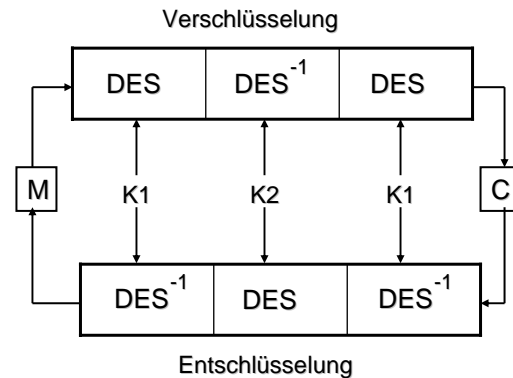 Verschlüsselung
DES DES⁻¹ DES
M K1 K2 K1 C
DES⁻¹ DES DES⁻¹
Entschlüsselung